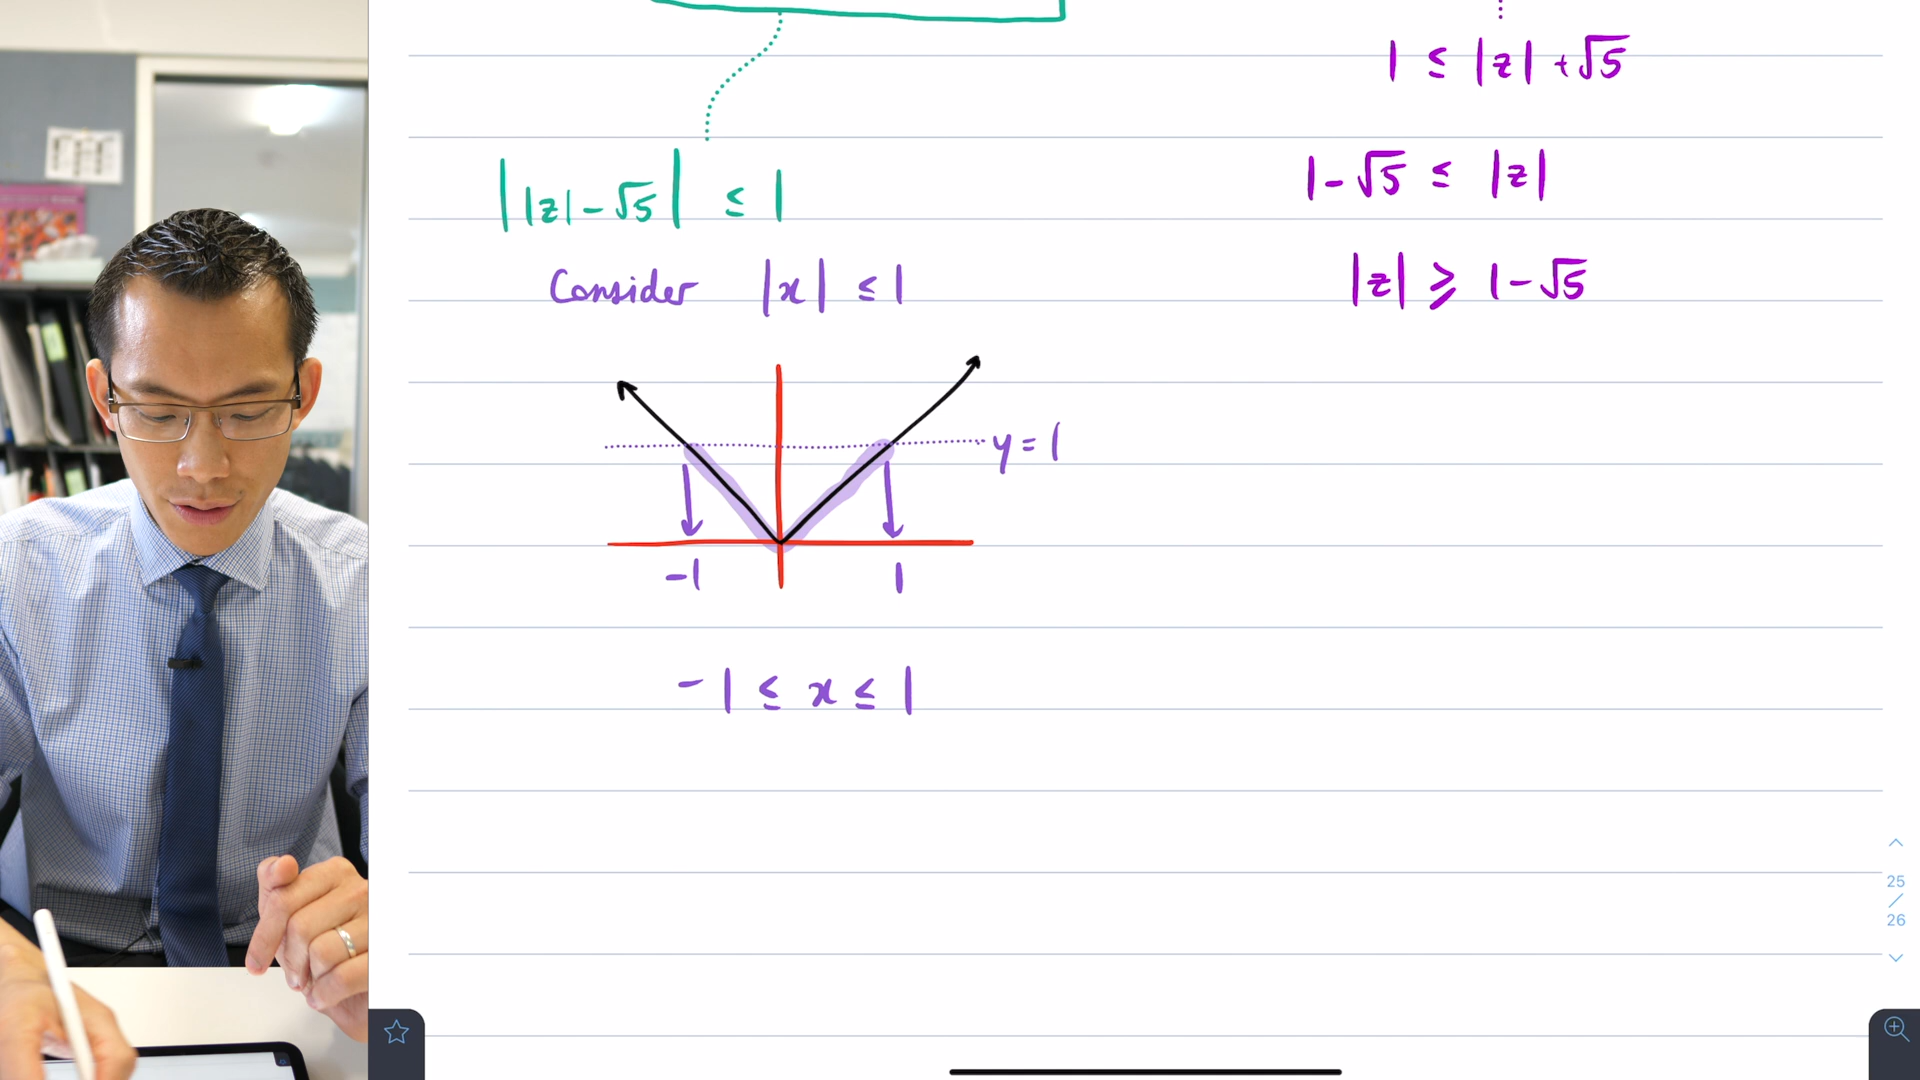 ||z| - √5| ≤ 1
Consider |x| ≤ 1
y = 1
-1
1
-1 ≤ x ≤ 1
1 ≤ |z| + √5
1 - √5 ≤ |z|
|z| ⩾ 1 - √5
25
/
26